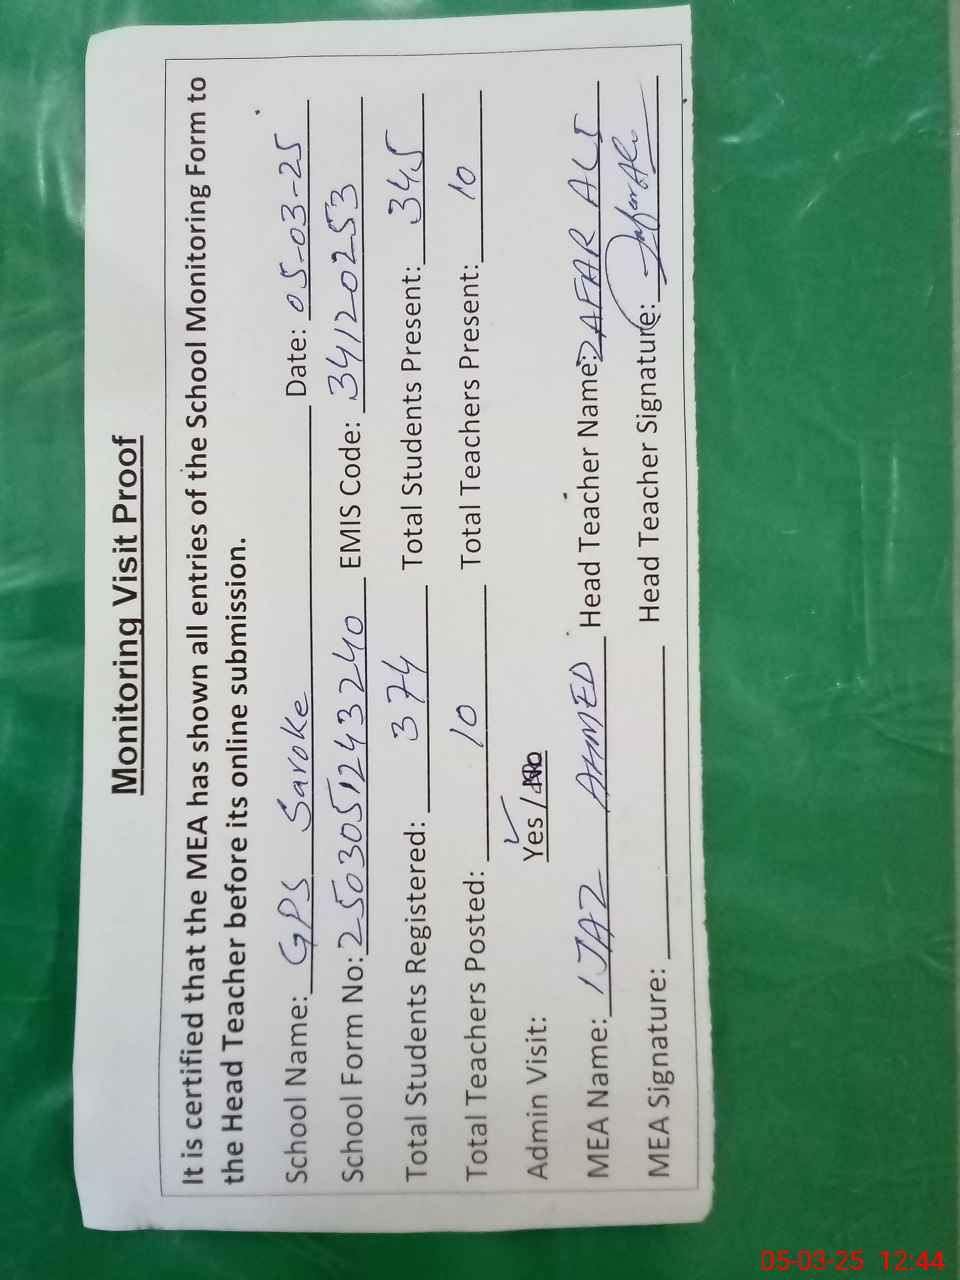 Monitoring Visit Proof
It is certified that the MEA has shown all entries of the School Monitoring Form to
the Head Teacher before its online submission.
School Name: GPS Saroke Date: 05-03-25
School Form No: 2503051243240 EMIS Code: 34120253
Total Students Registered: 374 Total Students Present: 345
Total Teachers Posted: 10 Total Teachers Present: 10
Admin Visit: Yes / No
MEA Name: IJAZ AHMED Head Teacher Name: ZAFAR ALI
MEA Signature: Head Teacher Signature: Zafar Ali
05-03-25 12:44